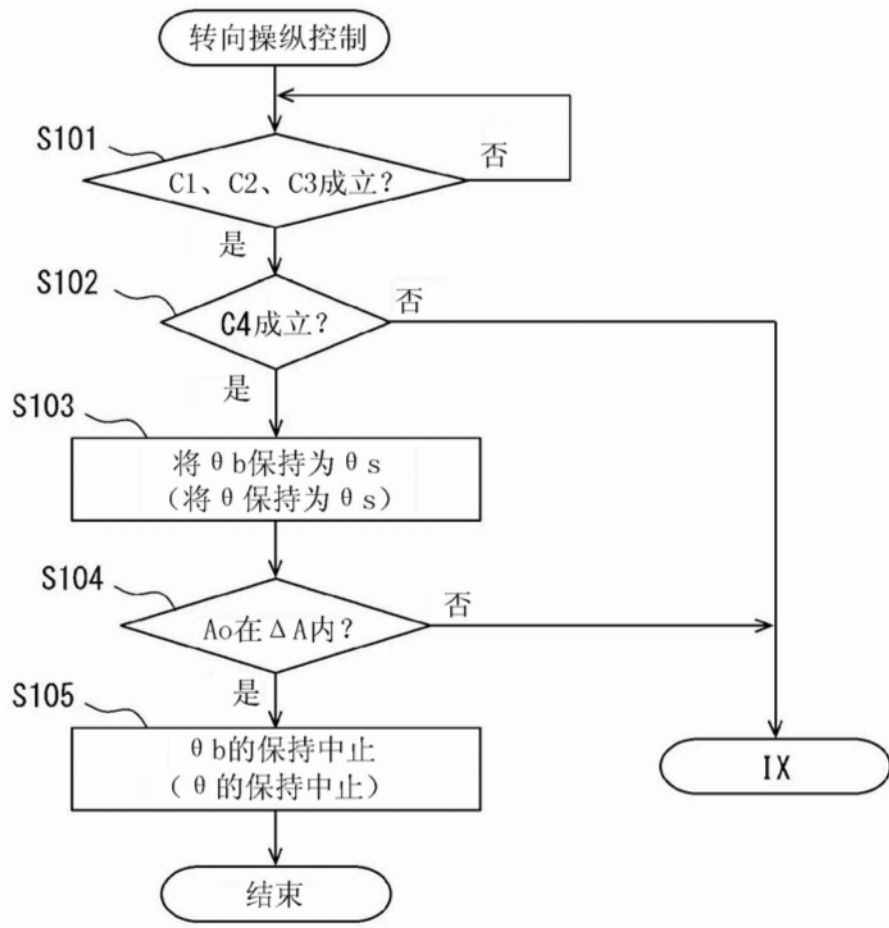 转向操纵控制
S101
否
C1、C2、C3成立？
是
S102
否
C4成立？
是
S103
将θb保持为θs
（将θ保持为θs）
S104
否
Ao在ΔA内？
是
S105
θb的保持中止
（θ的保持中止）
IX
结束